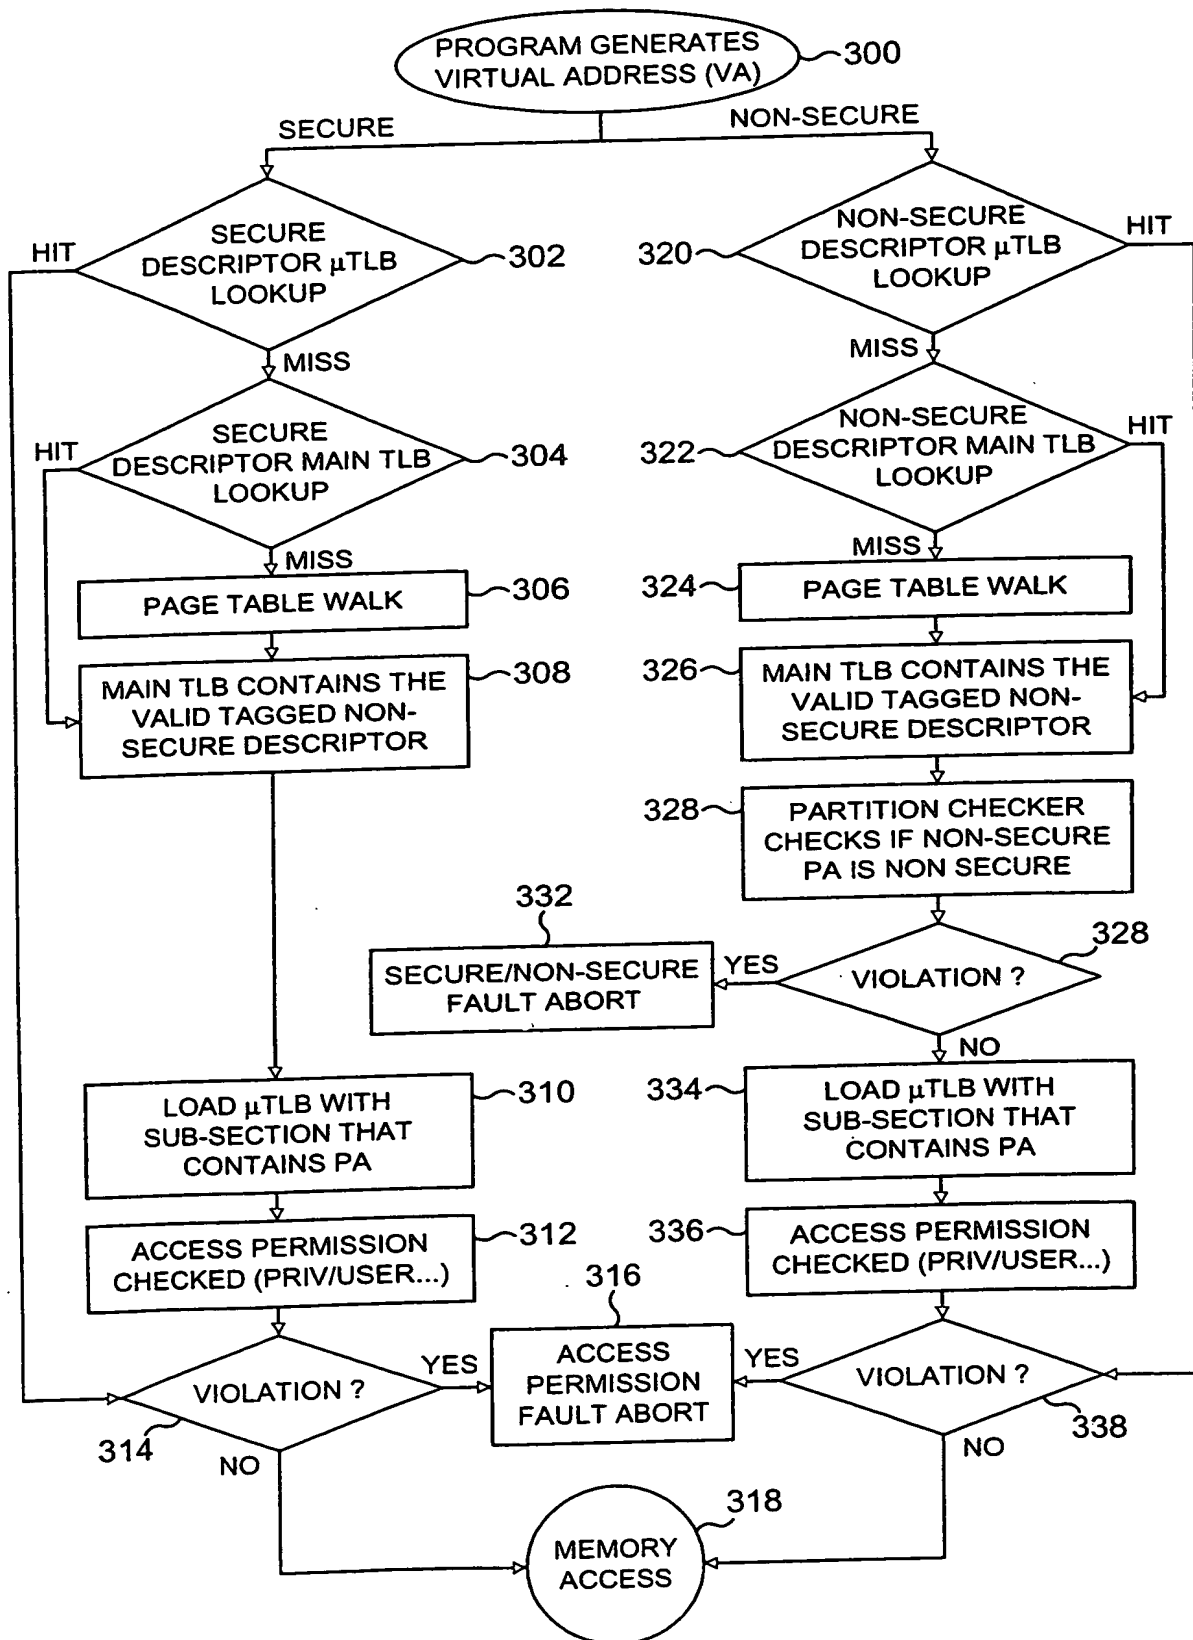 PROGRAM GENERATES
VIRTUAL ADDRESS (VA)
300
SECURE
NON-SECURE
HIT
SECURE
DESCRIPTOR µTLB
LOOKUP
302
320
NON-SECURE
DESCRIPTOR µTLB
LOOKUP
HIT
MISS
MISS
HIT
SECURE
DESCRIPTOR MAIN TLB
LOOKUP
304
322
NON-SECURE
DESCRIPTOR MAIN TLB
LOOKUP
HIT
MISS
MISS
PAGE TABLE WALK
306
324
PAGE TABLE WALK
MAIN TLB CONTAINS THE
VALID TAGGED NON-
SECURE DESCRIPTOR
308
326
MAIN TLB CONTAINS THE
VALID TAGGED NON-
SECURE DESCRIPTOR
328
PARTITION CHECKER
CHECKS IF NON-SECURE
PA IS NON SECURE
332
SECURE/NON-SECURE
FAULT ABORT
YES
VIOLATION ?
328
NO
LOAD µTLB WITH
SUB-SECTION THAT
CONTAINS PA
310
334
LOAD µTLB WITH
SUB-SECTION THAT
CONTAINS PA
ACCESS PERMISSION
CHECKED (PRIV/USER...)
312
336
ACCESS PERMISSION
CHECKED (PRIV/USER...)
316
VIOLATION ?
314
YES
ACCESS
PERMISSION
FAULT ABORT
YES
VIOLATION ?
338
NO
NO
MEMORY
ACCESS
318